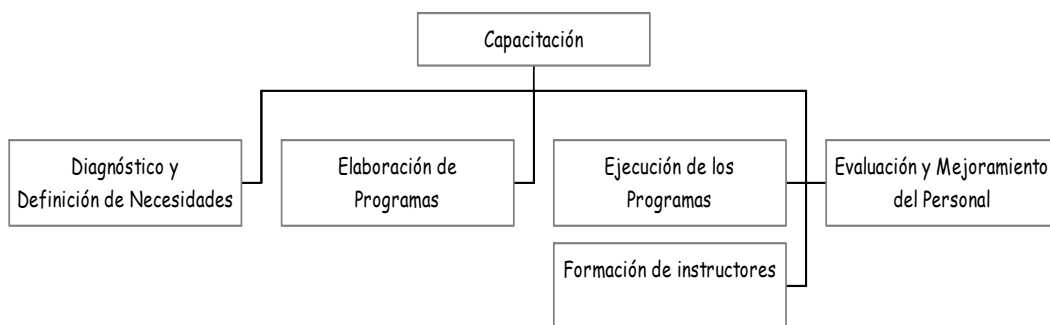 Capacitación
Diagnóstico y
Definición de Necesidades
Elaboración de
Programas
Ejecución de los
Programas
Evaluación y Mejoramiento
del Personal
Formación de instructores